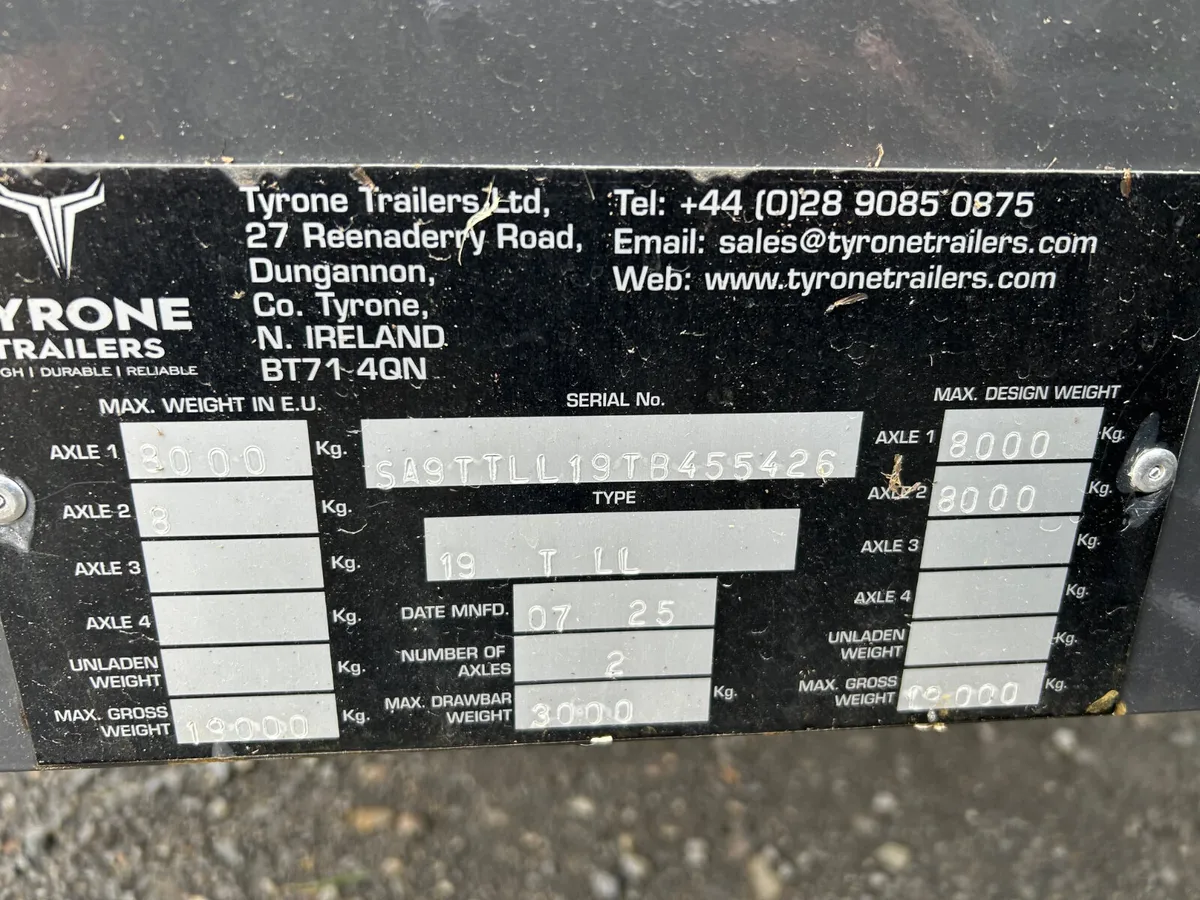 Tyrone Trailers Ltd,
27 Reenaderry Road,
Dungannon,
Co. Tyrone,
N. IRELAND
BT71 4QN
Tel: +44 (0)28 9085 0875
Email: sales@tyronetrailers.com
Web: www.tyronetrailers.com
YRONE
TRAILERS
GH | DURABLE | RELIABLE
MAX. WEIGHT IN E.U.
AXLE 1 8000 Kg.
AXLE 2 8 Kg.
AXLE 3 Kg.
AXLE 4 Kg.
UNLADEN WEIGHT Kg.
MAX. GROSS WEIGHT 19000 Kg.
SERIAL No.
SA9TTLL19TB455426
TYPE
19 T LL
DATE MNFD. 07 25
NUMBER OF AXLES 2
MAX. DRAWBAR WEIGHT 3000 Kg.
MAX. DESIGN WEIGHT
AXLE 1 8000 Kg.
AXLE 2 8000 Kg.
AXLE 3 Kg.
AXLE 4 Kg.
UNLADEN WEIGHT Kg.
MAX. GROSS WEIGHT 19000 Kg.